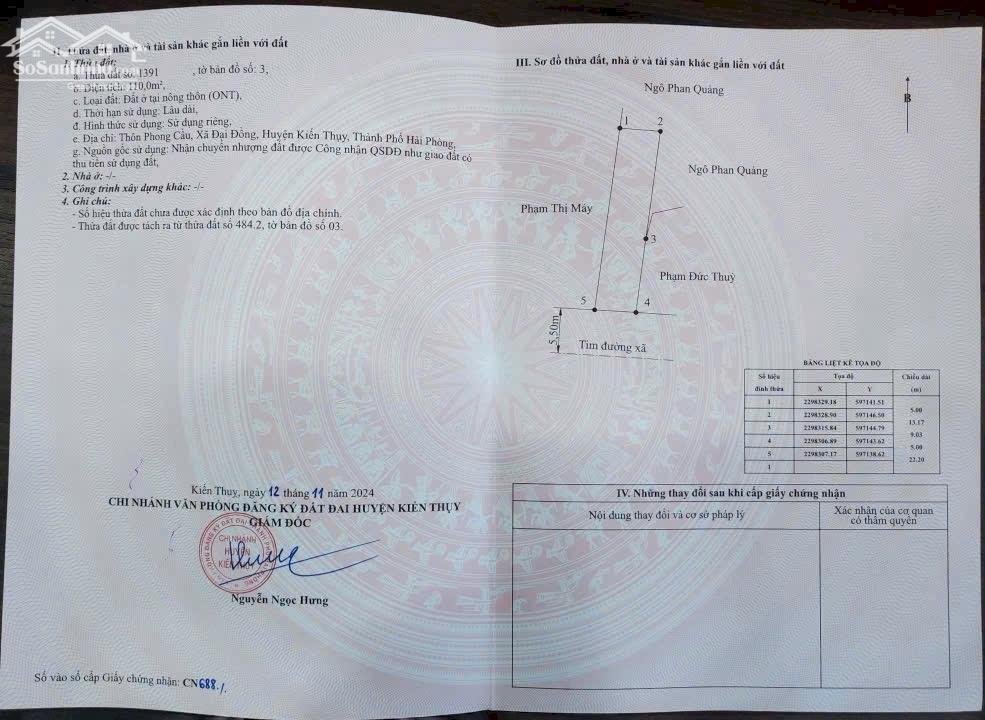 SoSanhnha
II. Thửa đất, nhà ở và tài sản khác gắn liền với đất
1. Thửa đất:
a. Thửa đất số: 1391 , tờ bản đồ số: 3,
b. Diện tích: 110,0m²,
c. Loại đất: Đất ở tại nông thôn (ONT),
d. Thời hạn sử dụng: Lâu dài,
đ. Hình thức sử dụng: Sử dụng riêng,
e. Địa chỉ: Thôn Phong Cầu, Xã Đại Đồng, Huyện Kiến Thụy, Thành Phố Hải Phòng,
g. Nguồn gốc sử dụng: Nhận chuyển nhượng đất được Công nhận QSDĐ như giao đất có
thu tiền sử dụng đất,
2. Nhà ở: -/-
3. Công trình xây dựng khác: -/-
4. Ghi chú:
- Số hiệu thửa đất chưa được xác định theo bản đồ địa chính.
- Thửa đất được tách ra từ thửa đất số 484.2, tờ bản đồ số 03.
Kiến Thụy, ngày 12 tháng 11 năm 2024
CHI NHÁNH VĂN PHÒNG ĐĂNG KÝ ĐẤT ĐAI HUYỆN KIẾN THỤY
GIÁM ĐỐC
CHI NHÁNH
HUYỆN
KIẾN THỤY
Nguyễn Ngọc Hưng
Số vào sổ cấp Giấy chứng nhận: CN688./.
III. Sơ đồ thửa đất, nhà ở và tài sản khác gắn liền với đất
Ngô Phan Quảng
B
1 2
Ngô Phan Quảng
Phạm Thị Máy
3
Phạm Đức Thuỳ
5 4
5,50m
Tim đường xã
BẢNG LIỆT KÊ TỌA ĐỘ
Số hiệu đỉnh thửa Tọa độ Chiều dài (m)
X Y
1 2298329.18 597141.51
5.00
2 2298328.90 597146.50
13.17
3 2298315.84 597144.79
9.03
4 2298306.89 597143.62
5.00
5 2298307.17 597138.62
22.20
1
IV. Những thay đổi sau khi cấp giấy chứng nhận
Nội dung thay đổi và cơ sở pháp lý Xác nhận của cơ quan
có thẩm quyền